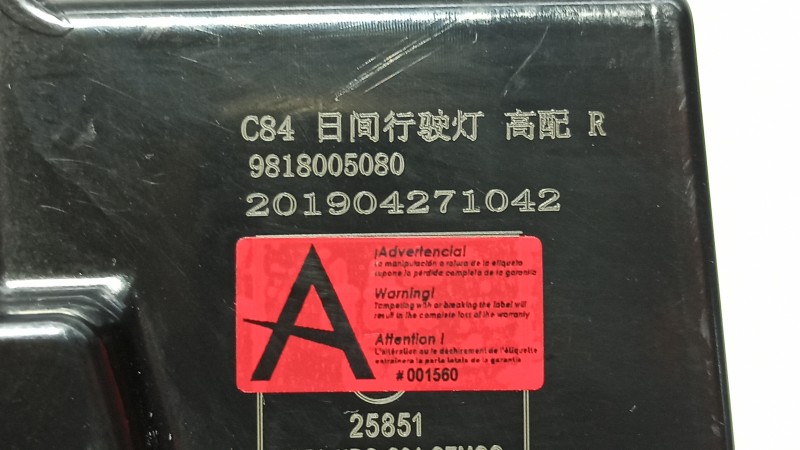 C84 日间行驶灯 高配 R
9818005080
201904271042
¡Advertencia!
La manipulación o rotura de la etiqueta
supone la pérdida completa de la garantía
Warning!
Tampeling with or breaking the label will
result in the complete loss of the warranty
Attention !
L'altération ou le déchirement de l'étiquette
entraînera la perte totale de la garantie
A
# 001560
25851